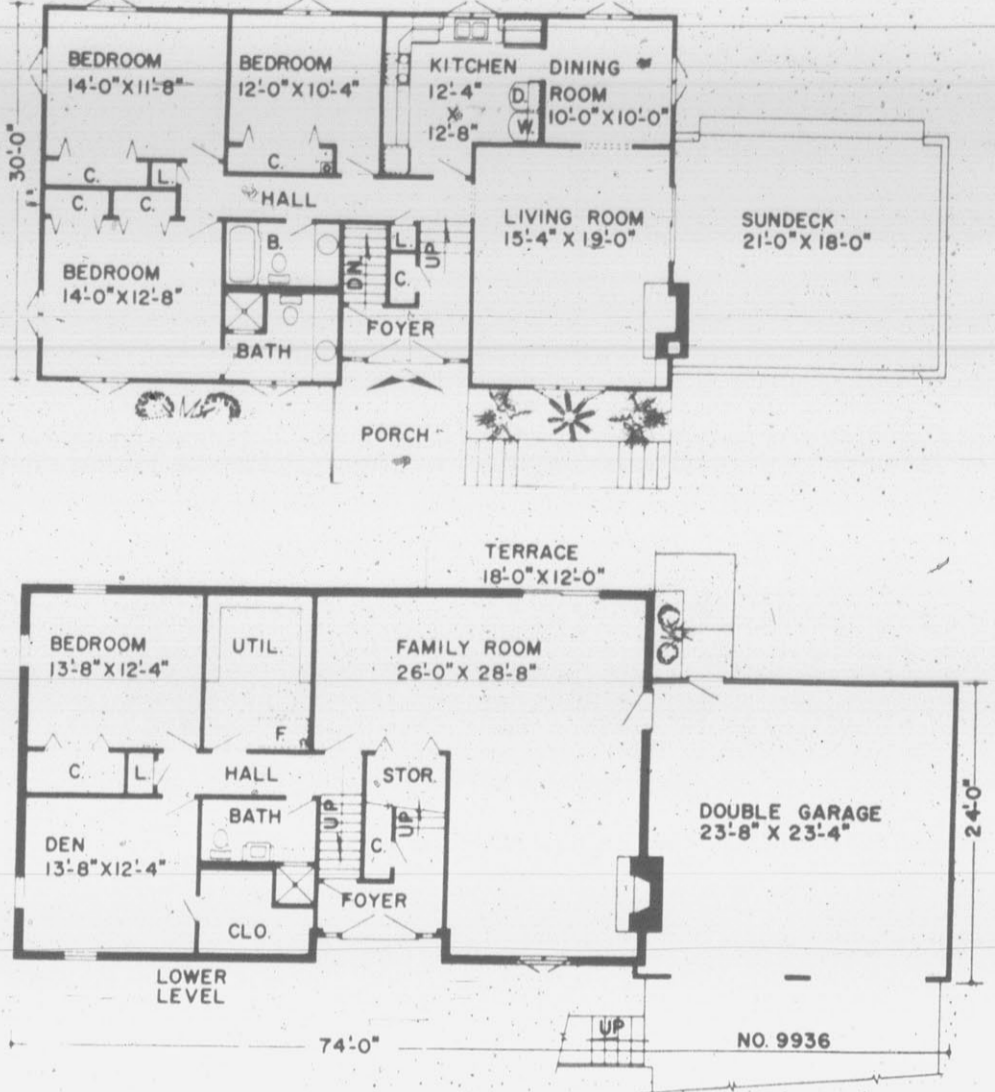 BEDROOM
14'-0"X11'-8"
BEDROOM
12'-0"X10'-4"
KITCHEN
12'-4"
X
12'-8"
DINING
ROOM
10'-0"X10'-0"
D.
W.
30'-0"
C.
L.
C.
C.
C.
HALL
BEDROOM
14'-0"X12'-8"
B.
BATH
DN.
L.
C.
UP
FOYER
LIVING ROOM
15'-4" X 19'-0"
SUNDECK
21'-0"X 18'-0"
PORCH
TERRACE
18'-0"X12'-0"
BEDROOM
13'-8"X12'-4"
UTIL.
F.
FAMILY ROOM
26'-0" X 28'-8"
C.
L.
HALL
STOR.
DEN
13'-8"X12'-4"
BATH
UP
C.
UP
FOYER
CLO.
DOUBLE GARAGE
23'-8" X 23'-4"
24'-0"
LOWER
LEVEL
UP
74'-0"
NO. 9936